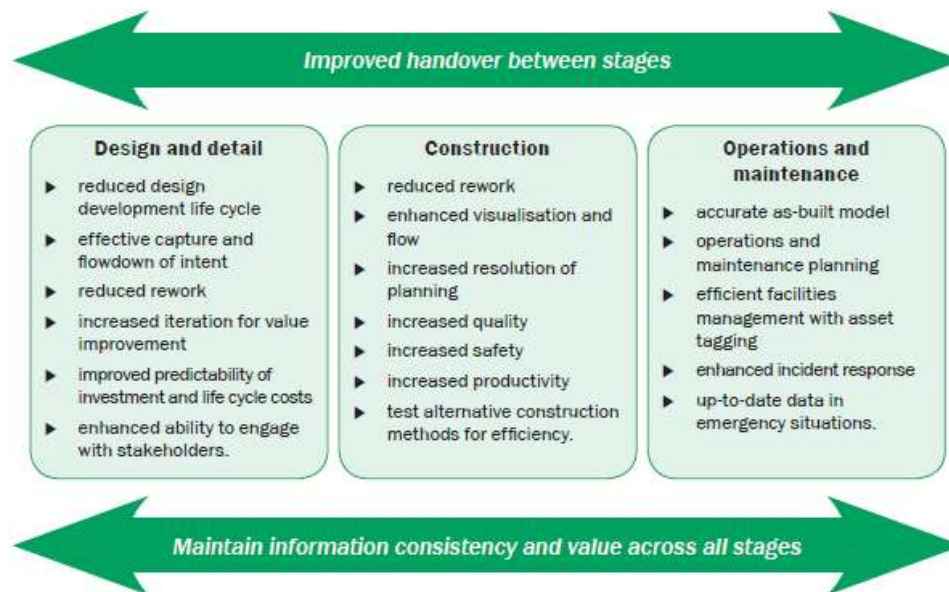 Improved handover between stages
Design and detail
► reduced design
development life cycle
► effective capture and
flowdown of intent
► reduced rework
► increased iteration for value
improvement
► improved predictability of
investment and life cycle costs
► enhanced ability to engage
with stakeholders.
Construction
► reduced rework
► enhanced visualisation and
flow
► increased resolution of
planning
► increased quality
► increased safety
► increased productivity
► test alternative construction
methods for efficiency.
Operations and
maintenance
► accurate as-built model
► operations and
maintenance planning
► efficient facilities
management with asset
tagging
► enhanced incident response
► up-to-date data in
emergency situations.
Maintain information consistency and value across all stages